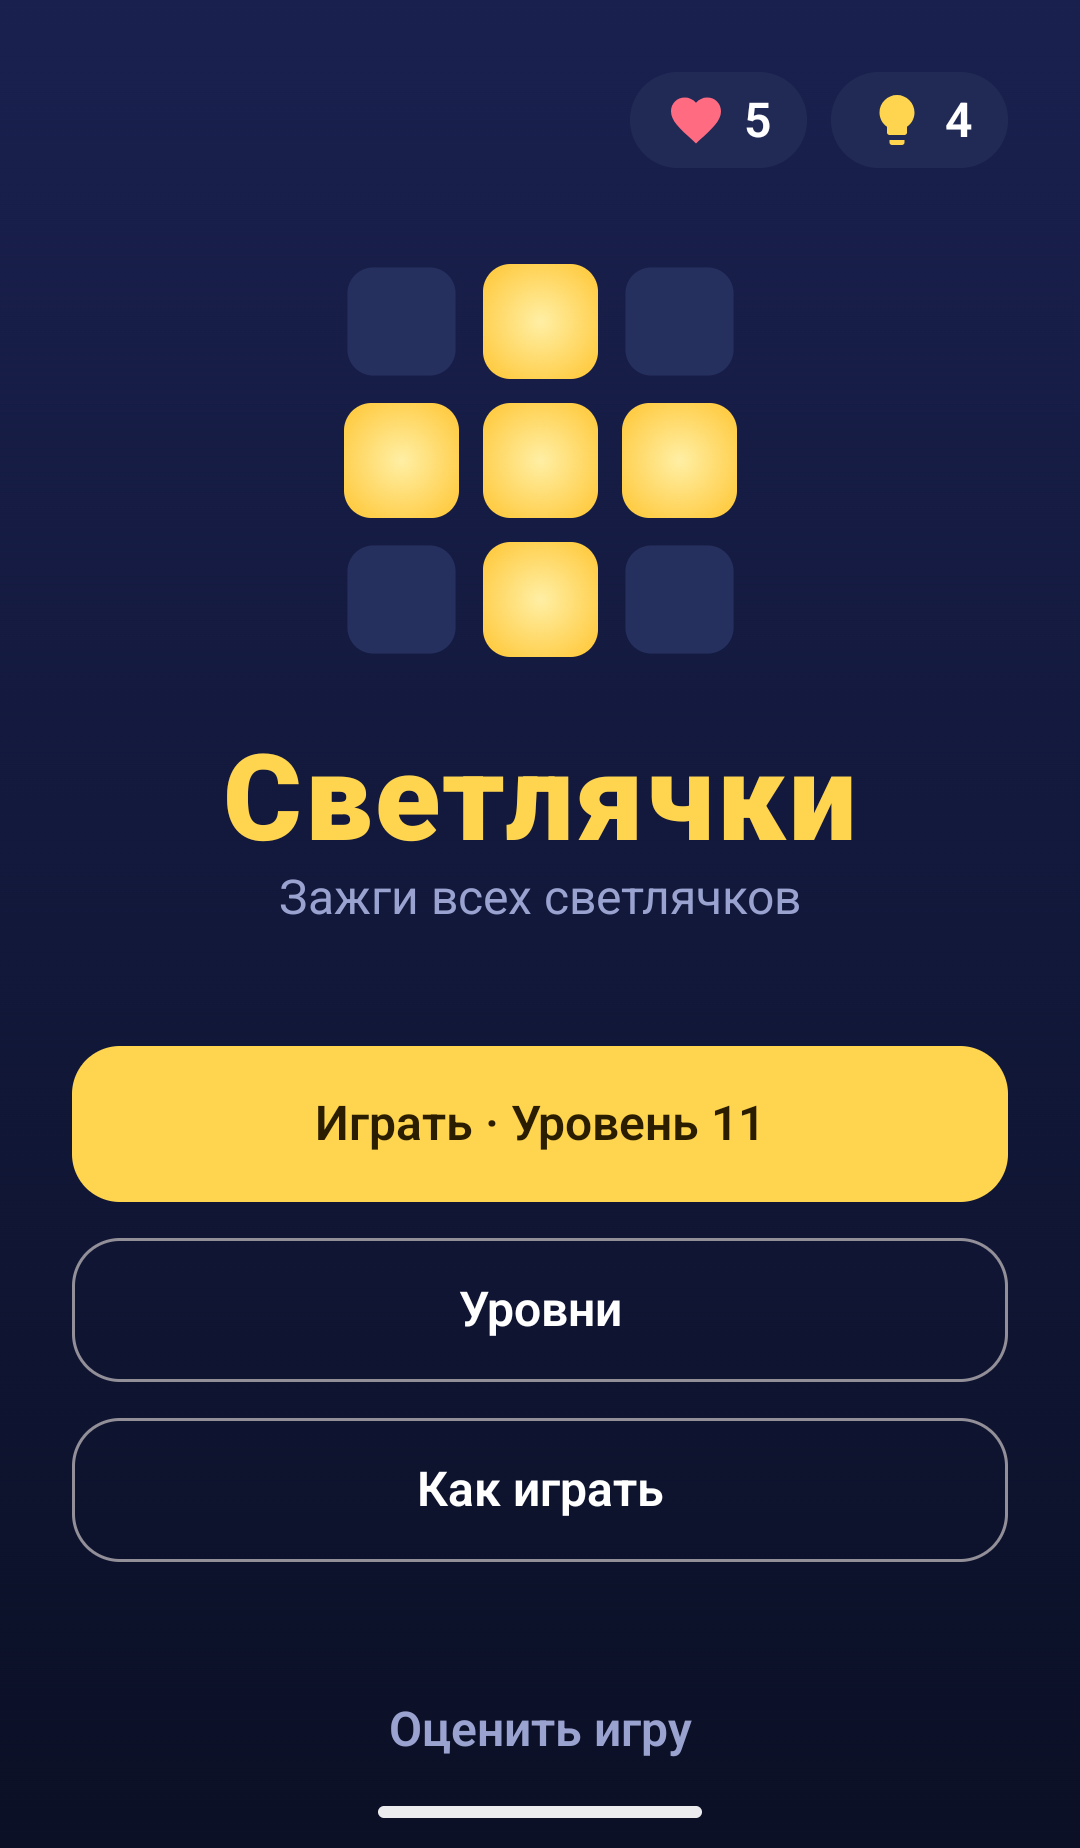 5 4
Светлячки
Зажги всех светлячков
Играть · Уровень 11
Уровни
Как играть
Оценить игру